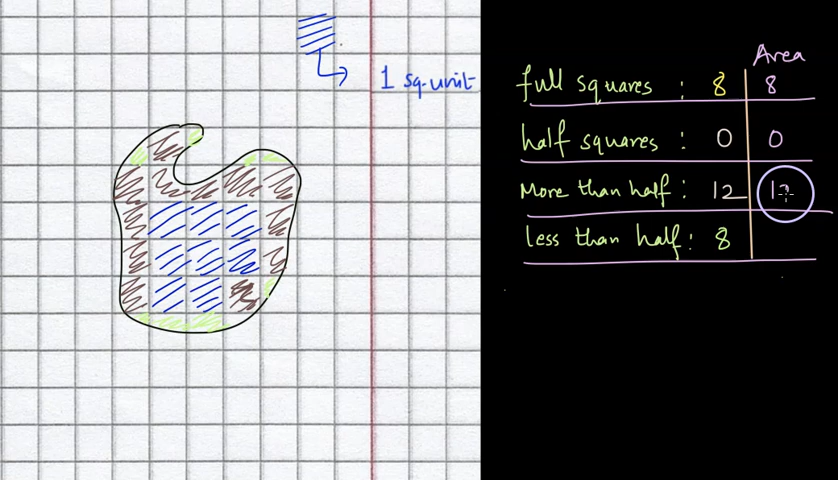 1 sq.unit
Area
full squares : 8 8
half squares : 0 0
More than half : 12 12
less than half : 8